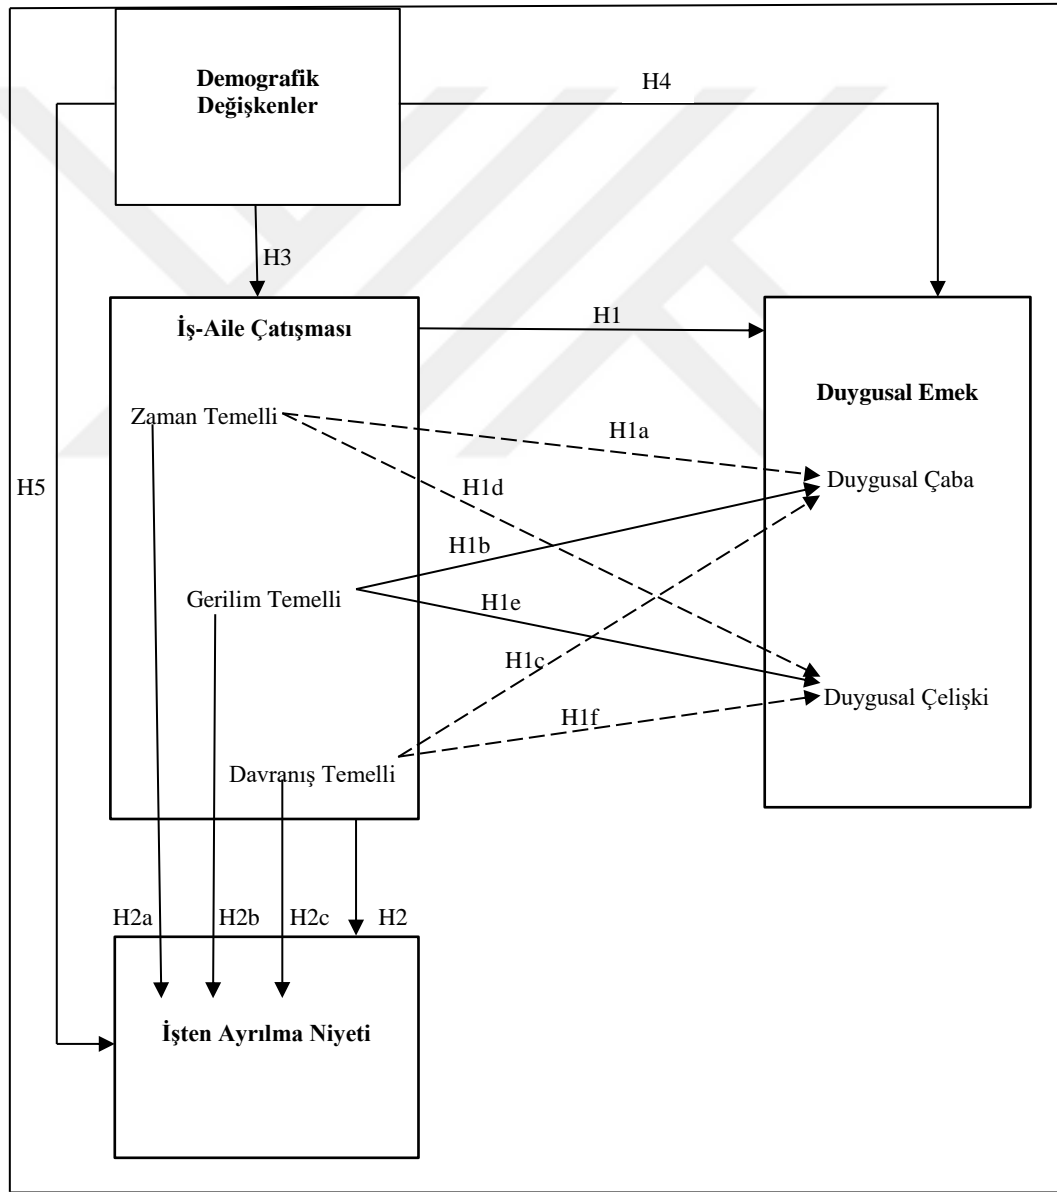 Demografik
Değişkenler
H4
H3
İş-Aile Çatışması
H1
Duygusal Emek
Zaman Temelli
H1a
H5
H1d
Duygusal Çaba
H1b
Gerilim Temelli
H1e
H1c
Duygusal Çelişki
H1f
Davranış Temelli
H2a
H2b
H2c
H2
İşten Ayrılma Niyeti